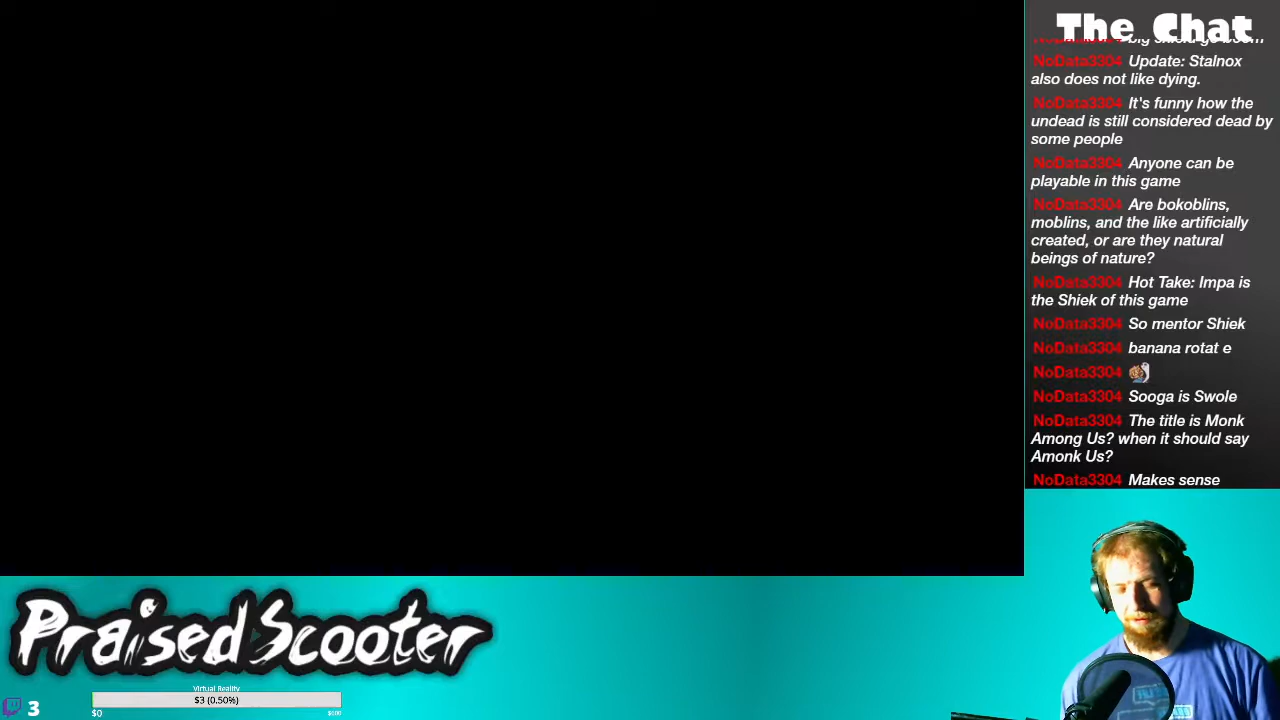 The Chat
NoData3304 Update: Stalnox
also does not like dying.
NoData3304 It's funny how the
undead is still considered dead by
some people
NoData3304 Anyone can be
playable in this game
NoData3304 Are bokoblins,
moblins, and the like artificially
created, or are they natural
beings of nature?
NoData3304 Hot Take: Impa is
the Shiek of this game
NoData3304 So mentor Shiek
NoData3304 banana rotat e
NoData3304
NoData3304 Sooga is Swole
NoData3304 The title is Monk
Among Us? when it should say
Amonk Us?
NoData3304 Makes sense
PraisedScooter
Virtual Reality
$3 (0.50%)
$0
3